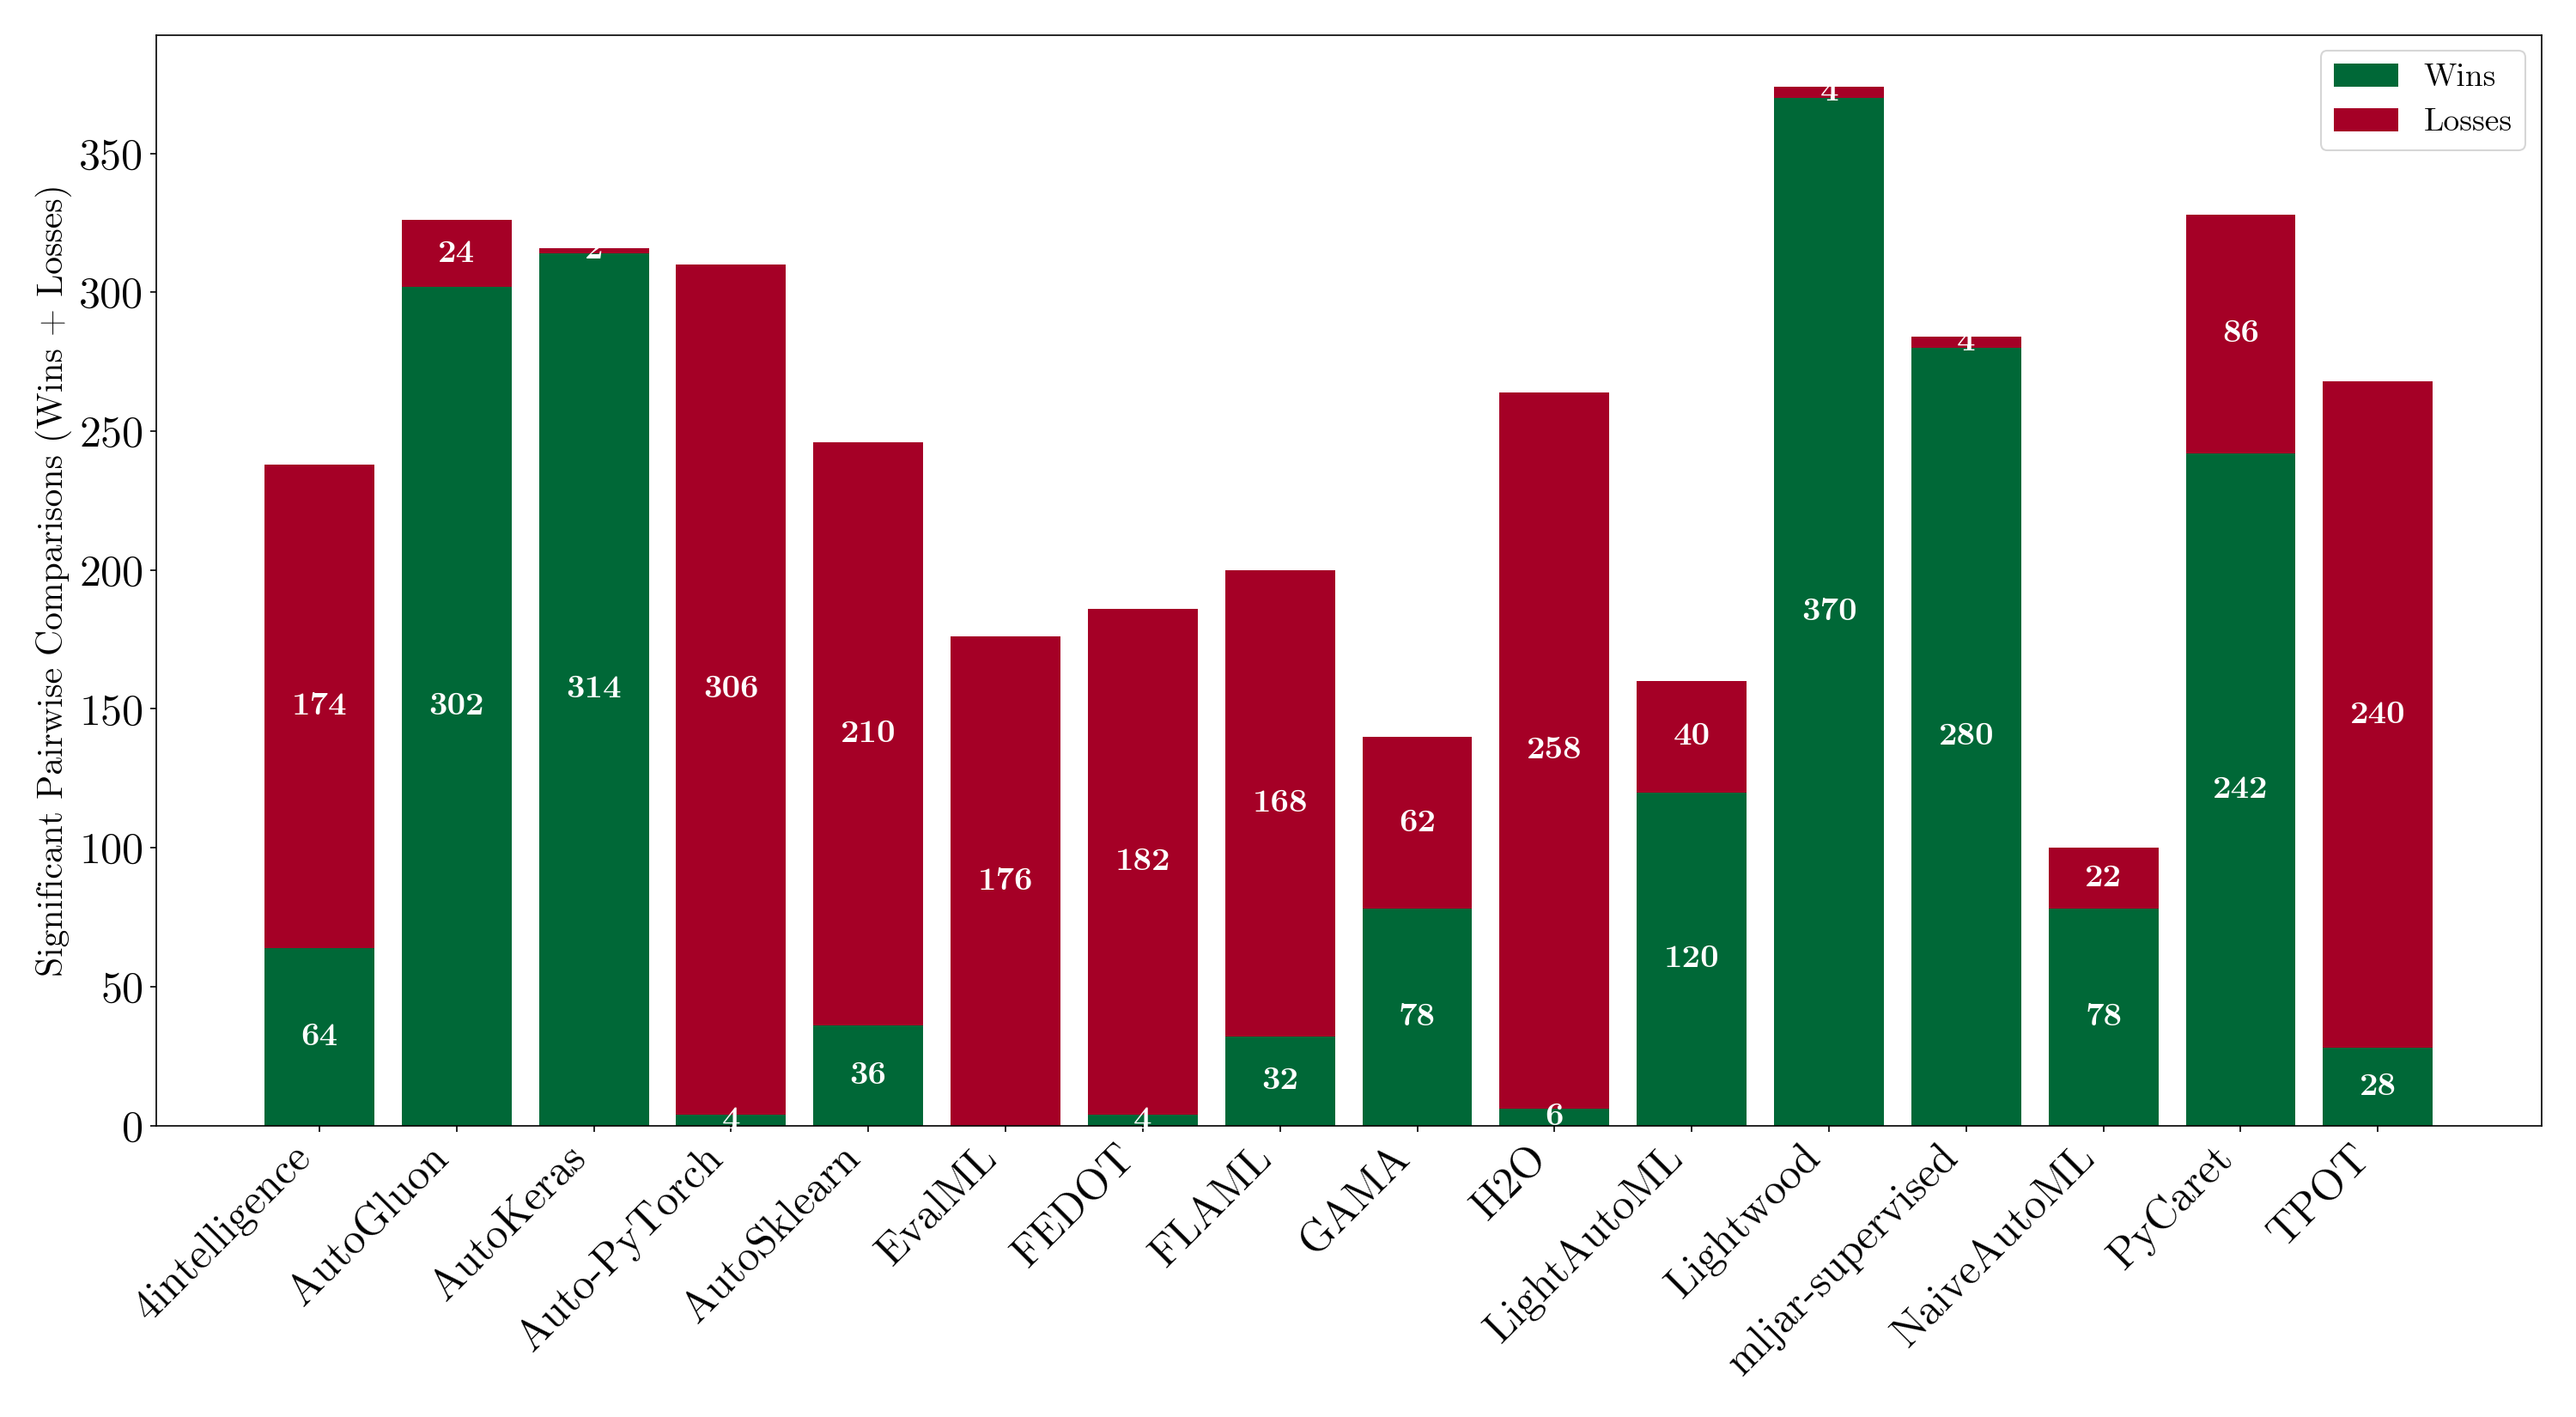 Significant Pairwise Comparisons (Wins + Losses)
350
300
250
200
150
100
50
0
Wins
Losses
174
64
24
302
2
314
306
4
210
36
176
182
4
168
32
62
78
258
6
40
120
4
370
4
280
22
78
86
242
240
28
4intelligence
AutoGluon
AutoKeras
Auto-PyTorch
AutoSklearn
EvalML
FEDOT
FLAML
GAMA
H2O
LightAutoML
Lightwood
mljar-supervised
NaiveAutoML
PyCaret
TPOT